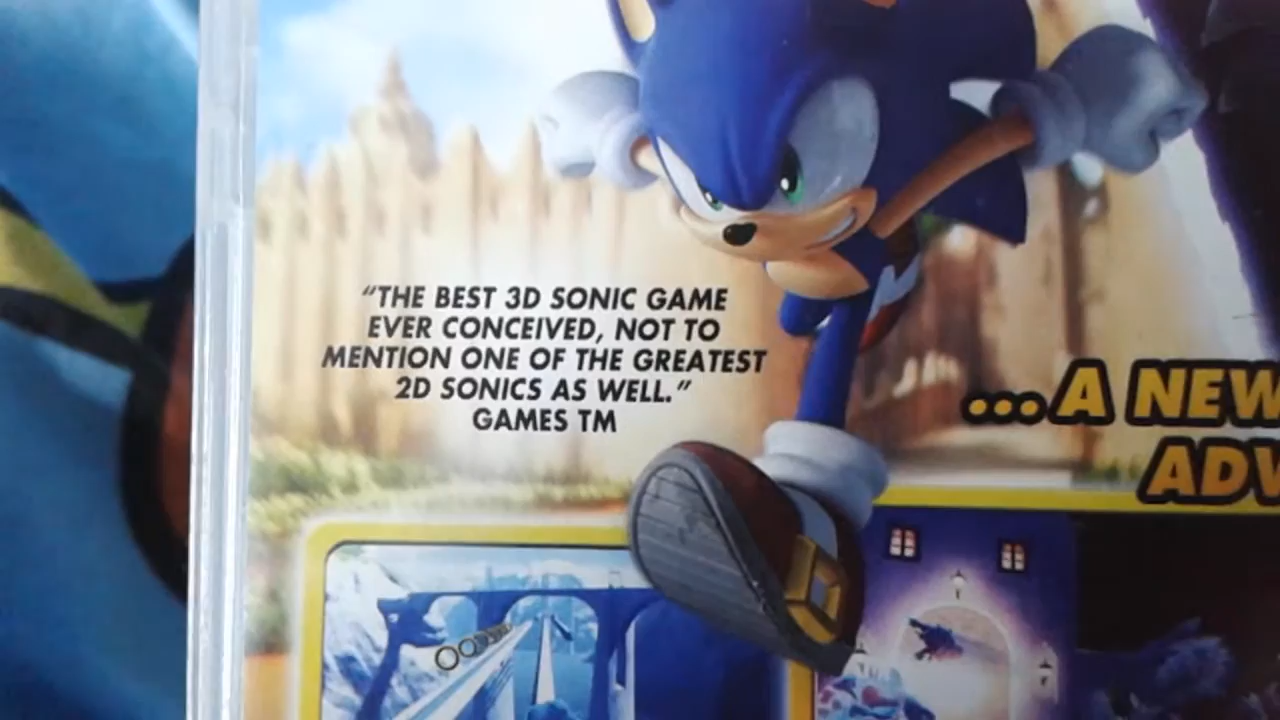 “THE BEST 3D SONIC GAME
EVER CONCEIVED, NOT TO
MENTION ONE OF THE GREATEST
2D SONICS AS WELL.”
GAMES TM
...A NEW
ADV